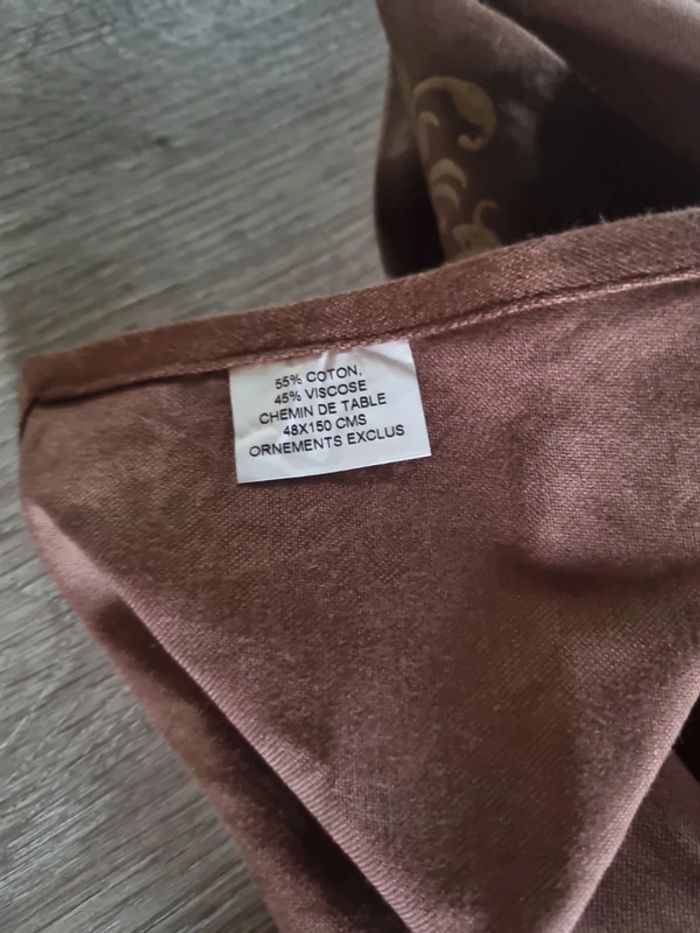 55% COTON,
45% VISCOSE
CHEMIN DE TABLE
48X150 CMS
ORNEMENTS EXCLUS